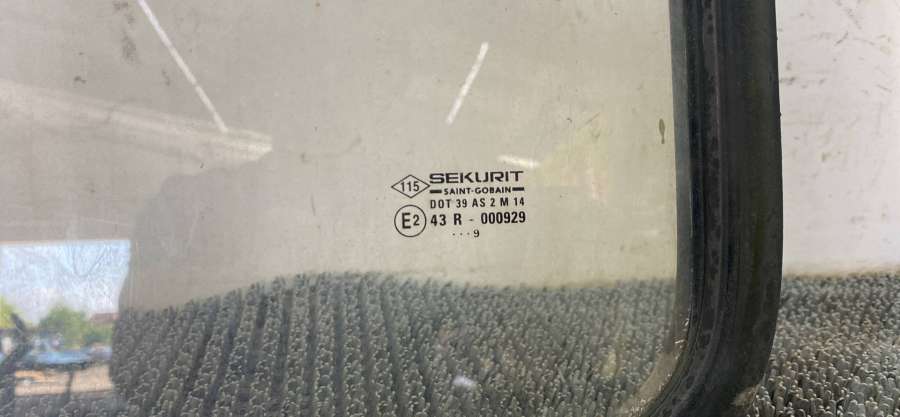 115 SEKURIT
SAINT-GOBAIN
DOT 39 AS 2 M 14
E2 43 R - 000929
···9